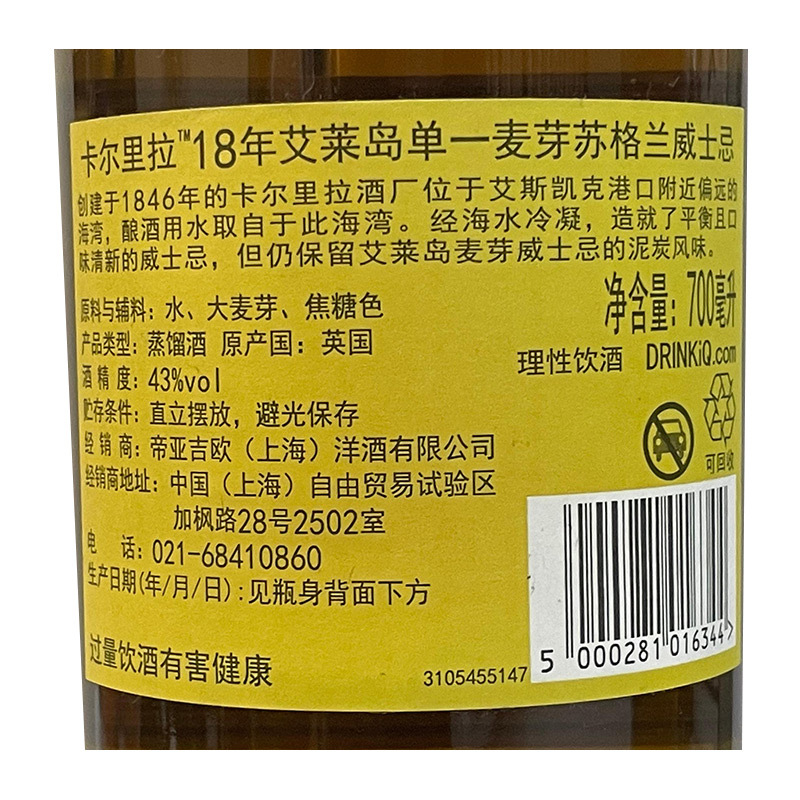 卡尔里拉™18年艾莱岛单一麦芽苏格兰威士忌
创建于1846年的卡尔里拉酒厂位于艾斯凯克港口附近偏远的
海湾，酿酒用水取自于此海湾。经海水冷凝，造就了平衡且口
味清新的威士忌，但仍保留艾莱岛麦芽威士忌的泥炭风味。
原料与辅料：水、大麦芽、焦糖色
净含量：700毫升
产品类型：蒸馏酒 原产国：英国
理性饮酒 DRINKiQ.com
酒 精 度：43%vol
贮存条件：直立摆放，避光保存
经 销 商：帝亚吉欧（上海）洋酒有限公司
可回收
经销商地址：中国（上海）自由贸易试验区
加枫路28号2502室
电 话：021-68410860
生产日期(年/月/日)：见瓶身背面下方
过量饮酒有害健康
3105455147
5 000281 016344 >